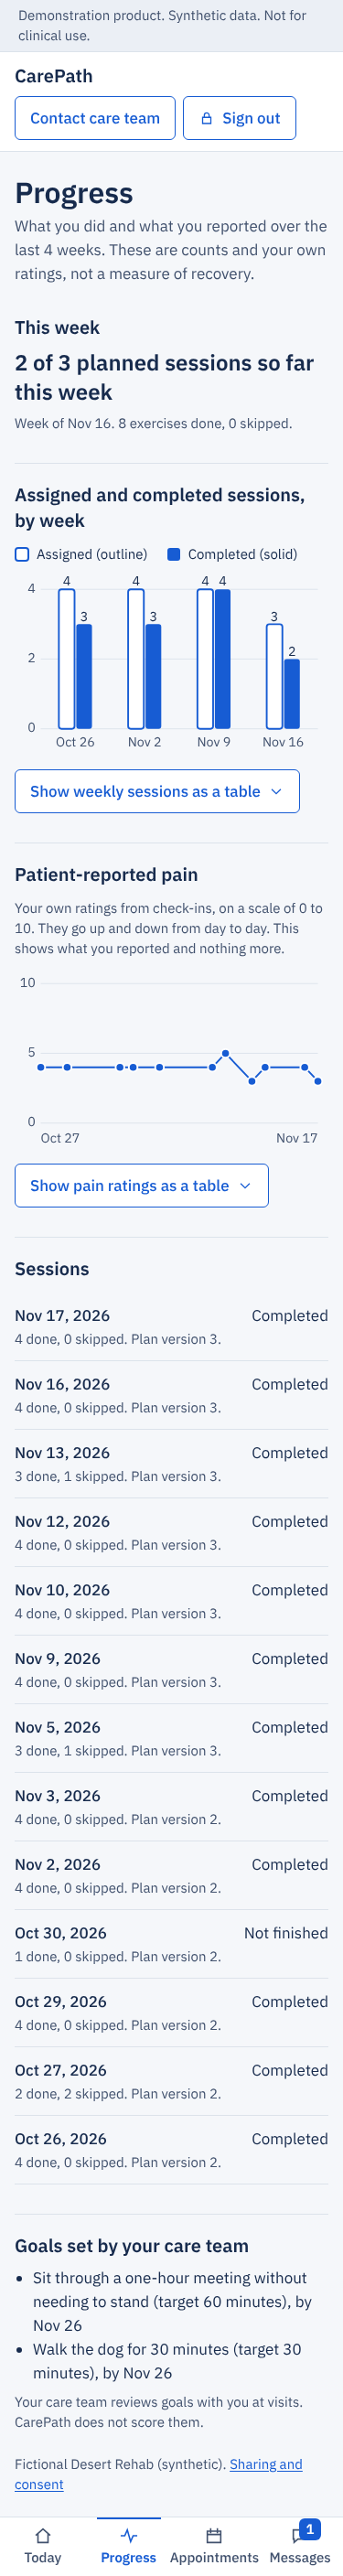 Demonstration product. Synthetic data. Not for
clinical use.
CarePath
Contact care team
Sign out
Progress
What you did and what you reported over the
last 4 weeks. These are counts and your own
ratings, not a measure of recovery.
This week
2 of 3 planned sessions so far
this week
Week of Nov 16. 8 exercises done, 0 skipped.
Assigned and completed sessions,
by week
Assigned (outline) Completed (solid)
4 4 3 4 3 4 4
3
2 2
0
Oct 26 Nov 2 Nov 9 Nov 16
Show weekly sessions as a table
Patient-reported pain
Your own ratings from check-ins, on a scale of 0 to
10. They go up and down from day to day. This
shows what you reported and nothing more.
10
5
0
Oct 27 Nov 17
Show pain ratings as a table
Sessions
Nov 17, 2026 Completed
4 done, 0 skipped. Plan version 3.
Nov 16, 2026 Completed
4 done, 0 skipped. Plan version 3.
Nov 13, 2026 Completed
3 done, 1 skipped. Plan version 3.
Nov 12, 2026 Completed
4 done, 0 skipped. Plan version 3.
Nov 10, 2026 Completed
4 done, 0 skipped. Plan version 3.
Nov 9, 2026 Completed
4 done, 0 skipped. Plan version 3.
Nov 5, 2026 Completed
3 done, 1 skipped. Plan version 3.
Nov 3, 2026 Completed
4 done, 0 skipped. Plan version 2.
Nov 2, 2026 Completed
4 done, 0 skipped. Plan version 2.
Oct 30, 2026 Not finished
1 done, 0 skipped. Plan version 2.
Oct 29, 2026 Completed
4 done, 0 skipped. Plan version 2.
Oct 27, 2026 Completed
2 done, 2 skipped. Plan version 2.
Oct 26, 2026 Completed
4 done, 0 skipped. Plan version 2.
Goals set by your care team
• Sit through a one-hour meeting without
needing to stand (target 60 minutes), by
Nov 26
• Walk the dog for 30 minutes (target 30
minutes), by Nov 26
Your care team reviews goals with you at visits.
CarePath does not score them.
Fictional Desert Rehab (synthetic). Sharing and
consent
1
Today Progress Appointments Messages